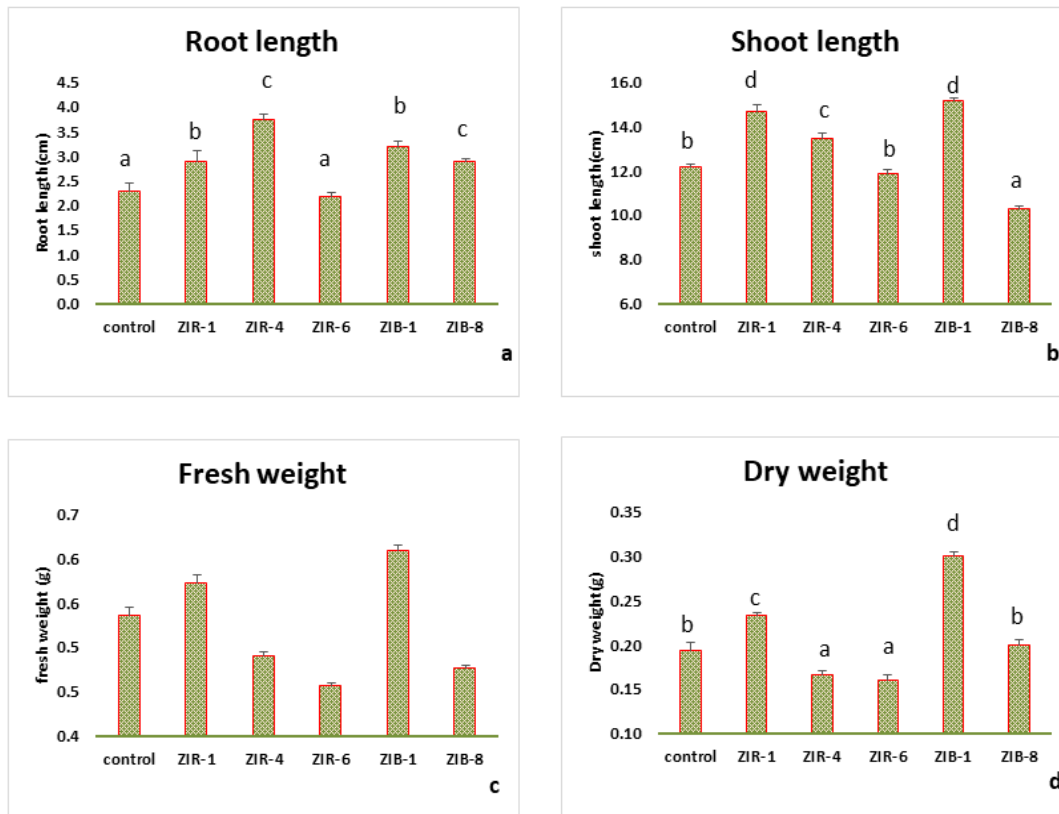 Root length
4.5
4.0
3.5
3.0
2.5
2.0
1.5
1.0
0.5
0.0
Root length(cm)
a
b
c
a
b
c
control ZIR-1 ZIR-4 ZIR-6 ZIB-1 ZIB-8
a
Shoot length
16.0
14.0
12.0
10.0
8.0
6.0
shoot length(cm)
b
d
c
b
d
a
control ZIR-1 ZIR-4 ZIR-6 ZIB-1 ZIB-8
b
Fresh weight
0.7
0.6
0.6
0.5
0.5
0.4
fresh weight (g)
control ZIR-1 ZIR-4 ZIR-6 ZIB-1 ZIB-8
c
Dry weight
0.35
0.30
0.25
0.20
0.15
0.10
Dry weight(g)
b
c
a
a
d
b
control ZIR-1 ZIR-4 ZIR-6 ZIB-1 ZIB-8
d